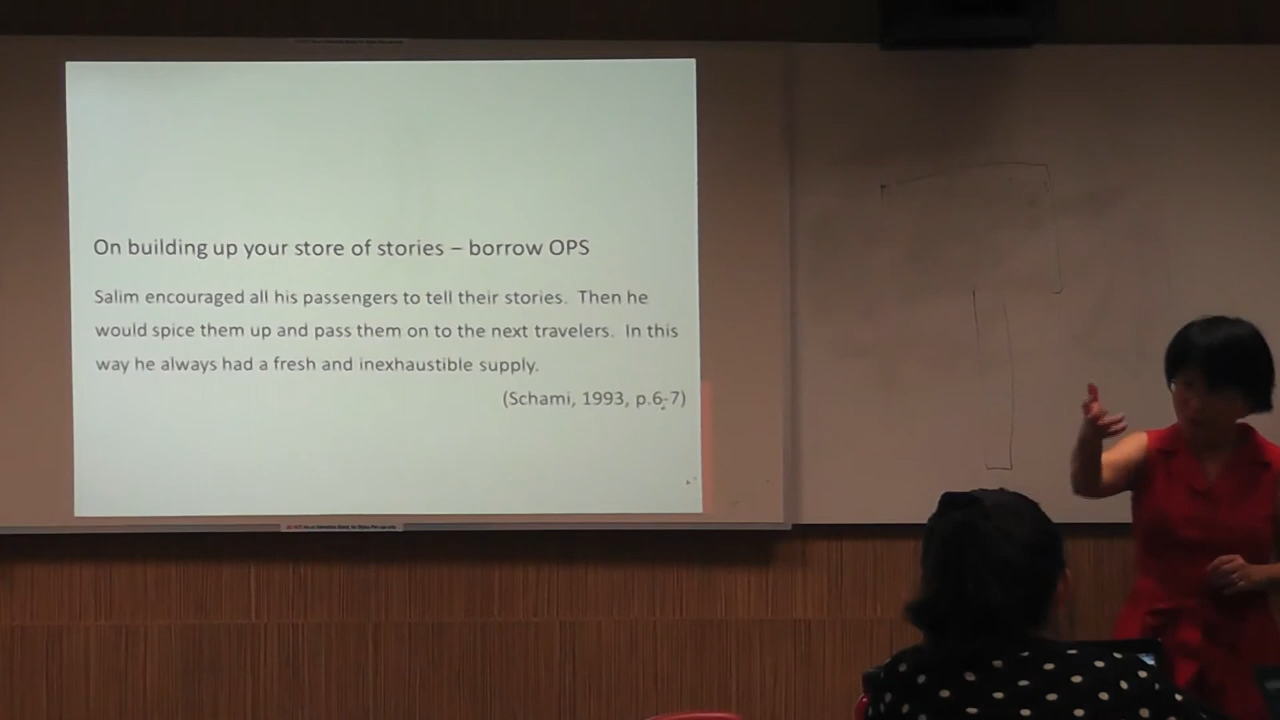 On building up your store of stories – borrow OPS
Salim encouraged all his passengers to tell their stories. Then he
would spice them up and pass them on to the next travelers. In this
way he always had a fresh and inexhaustible supply.
(Schami, 1993, p.6-7)